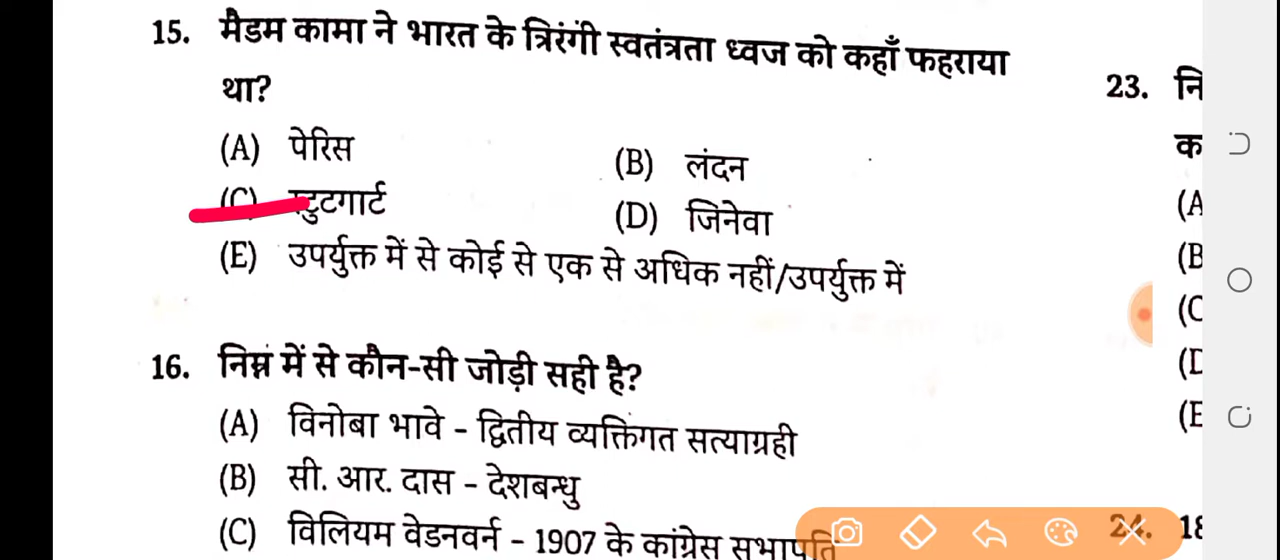 15. मैडम कामा ने भारत के त्रिरंगी स्वतंत्रता ध्वज को कहाँ फहराया
था?
(A) पेरिस
(B) लंदन
(C) स्टुटगार्ट
(D) जिनेवा
(E) उपर्युक्त में से कोई से एक से अधिक नहीं/उपर्युक्त में
16. निम्नं में से कौन-सी जोड़ी सही है?
(A) विनोबा भावे - द्वितीय व्यक्तिगत सत्याग्रही
(B) सी. आर. दास - देशबन्धु
(C) विलियम वेडनवर्न - 1907 के कांग्रेस सभापति
23. नि
क
(A
(B
(C
(D
(E
24. 18